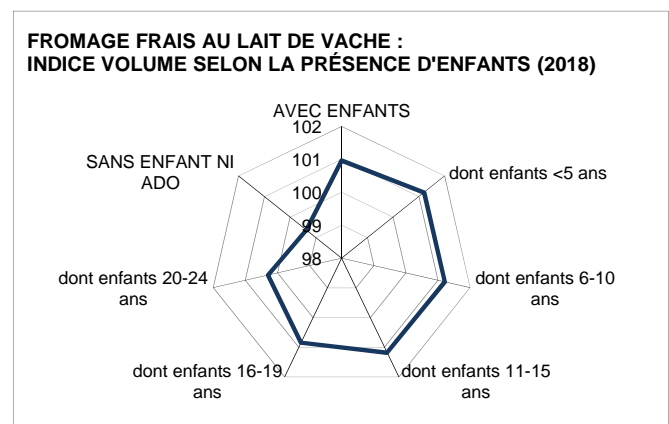 FROMAGE FRAIS AU LAIT DE VACHE :
INDICE VOLUME SELON LA PRÉSENCE D'ENFANTS (2018)
AVEC ENFANTS
102
101
100
99
98
dont enfants <5 ans
dont enfants 6-10
ans
dont enfants 11-15
ans
dont enfants 16-19
ans
dont enfants 20-24
ans
SANS ENFANT NI
ADO